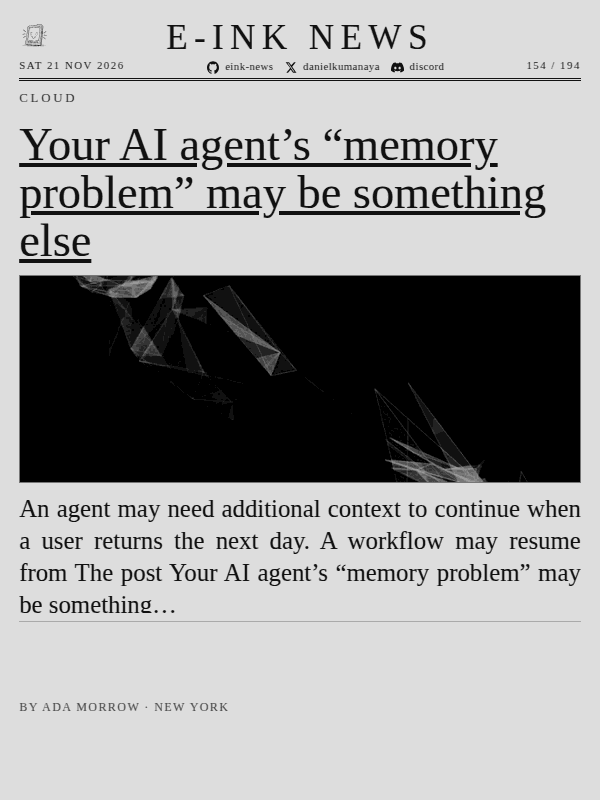 E-INK NEWS
SAT 21 NOV 2026
eink-news
danielkumanaya
discord
154 / 194
CLOUD
Your AI agent’s “memory
problem” may be something
else
An agent may need additional context to continue when
a user returns the next day. A workflow may resume
from The post Your AI agent’s “memory problem” may
be something…
BY ADA MORROW · NEW YORK